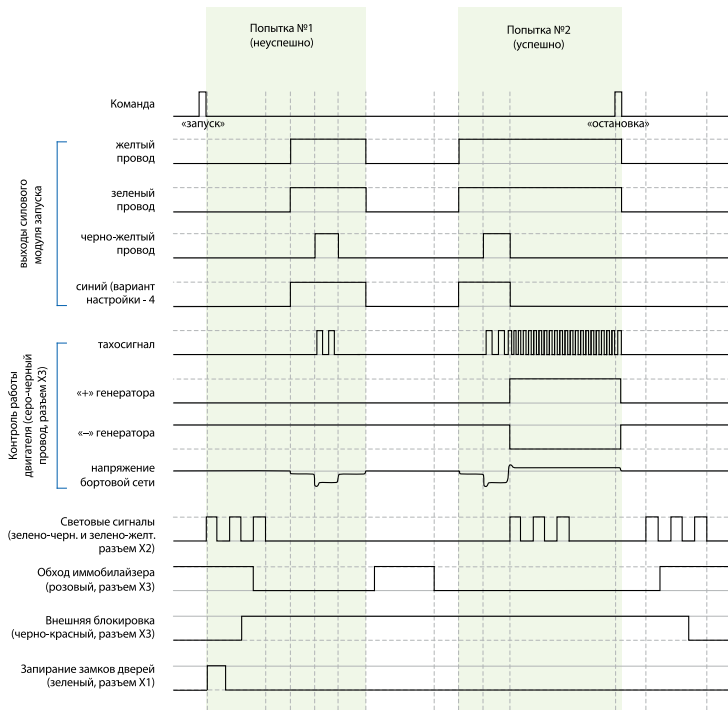 Попытка №1
(неуспешно)
Попытка №2
(успешно)
Команда
«запуск»
«остановка»
выходы силового
модуля запуска
желтый
провод
зеленый
провод
черно-желтый
провод
синий (вариант
настройки - 4
Контроль работы
двигателя (серо-черный
провод, разъем X3)
тахосигнал
«+» генератора
«–» генератора
напряжение
бортовой сети
Световые сигналы
(зелено-черн. и зелено-желт.
разъем X2)
Обход иммобилайзера
(розовый, разъем X3)
Внешняя блокировка
(черно-красный, разъем X3)
Запирание замков дверей
(зеленый, разъем X1)